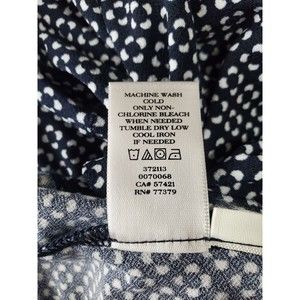 MACHINE WASH
COLD
ONLY NON-
CHLORINE BLEACH
WHEN NEEDED
TUMBLE DRY LOW
COOL IRON
IF NEEDED
372113
0070068
CA# 57421
RN# 77379